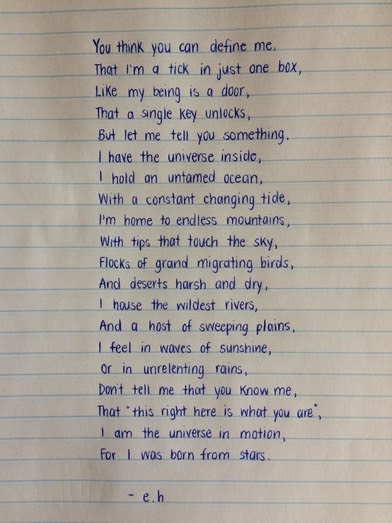 You think you can define me.
That I'm a tick in just one box,
Like my being is a door,
That a single key unlocks,
But let me tell you something.
I have the universe inside,
I hold an untamed ocean,
With a constant changing tide,
I'm home to endless mountains,
With tips that touch the sky,
Flocks of grand migrating birds,
And deserts harsh and dry,
I house the wildest rivers,
And a host of sweeping plains,
I feel in waves of sunshine,
Or in unrelenting rains,
Don't tell me that you know me,
That "this right here is what you are",
I am the universe in motion,
For I was born from stars.
- e.h